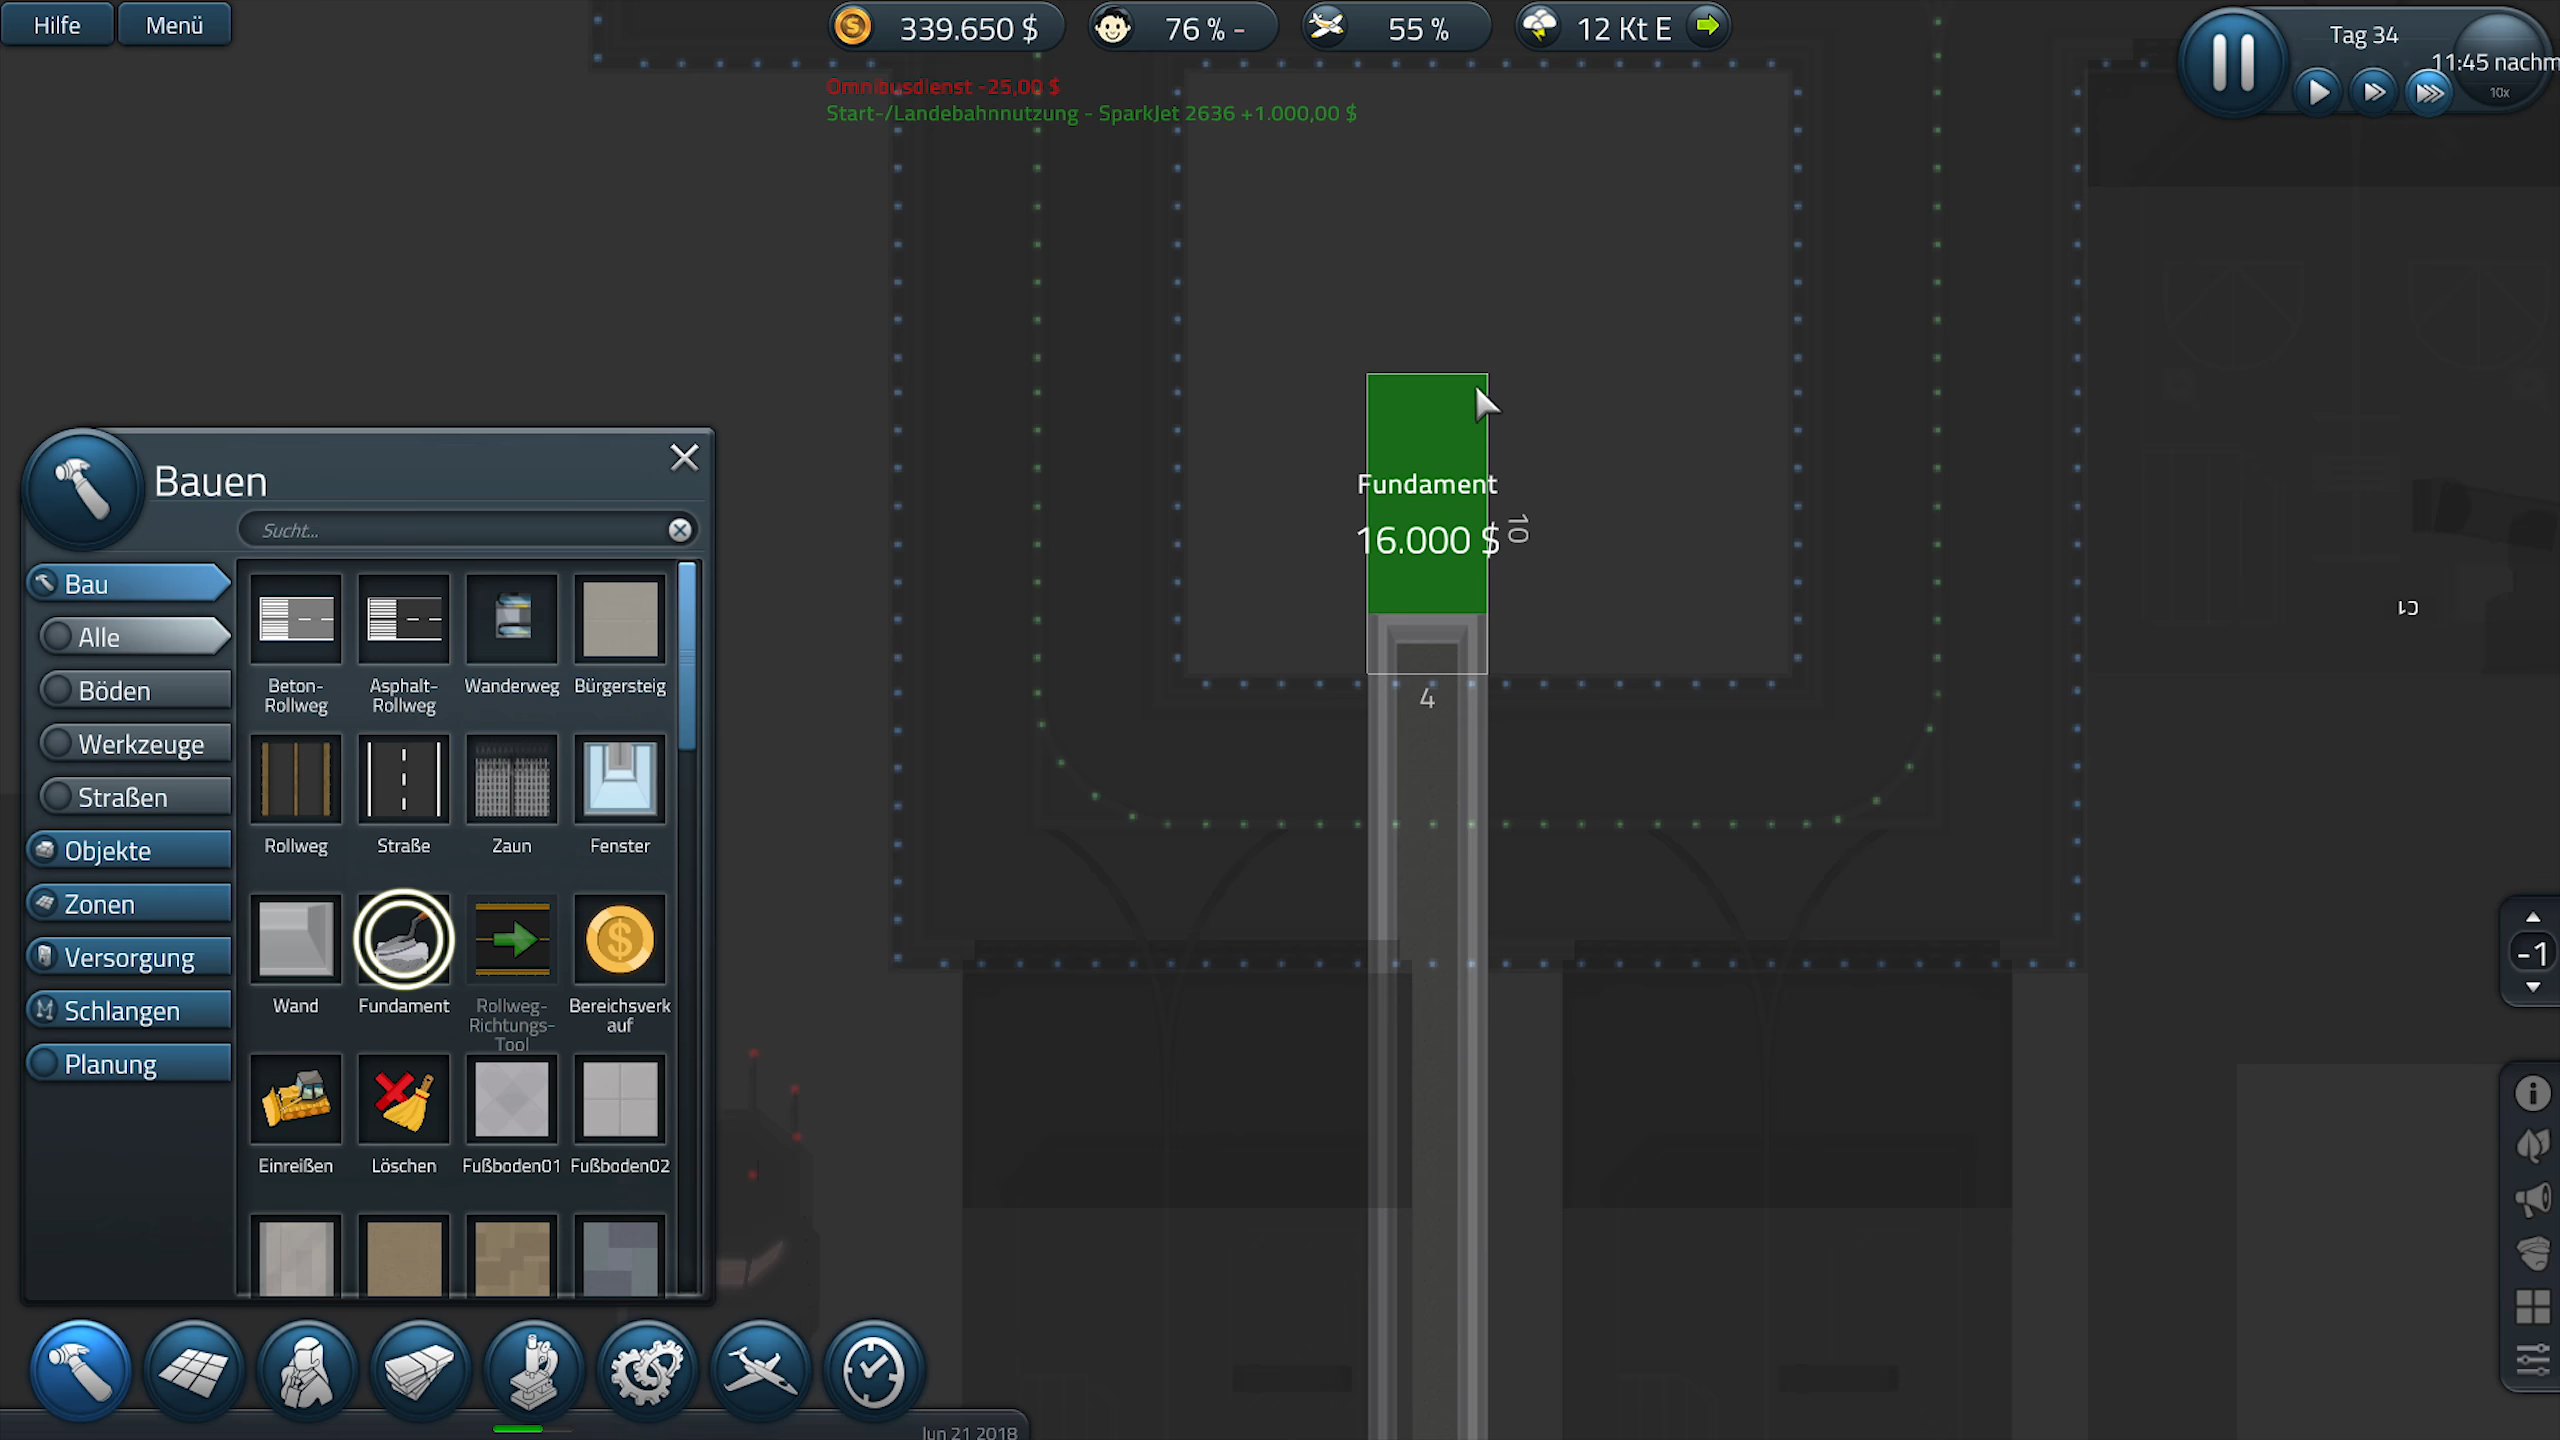 Hilfe
Menü
339.650 $
76 % -
55 %
12 Kt E
Tag 34
11:45 nachm
10x
Omnibusdienst -25,00 $
Start-/Landebahnnutzung - SparkJet 2636 +1.000,00 $
Bauen
Sucht...
Bau
Alle
Böden
Werkzeuge
Straßen
Objekte
Zonen
Versorgung
Schlangen
Planung
Beton-
Rollweg
Asphalt-
Rollweg
Wanderweg
Bürgersteig
Rollweg
Straße
Zaun
Fenster
Wand
Fundament
Rollweg-
Richtungs-
Tool
Bereichsverk
auf
Einreißen
Löschen
Fußboden01
Fußboden02
Fundament
16.000 $
10
4
C1
-1
Jun 21 2018